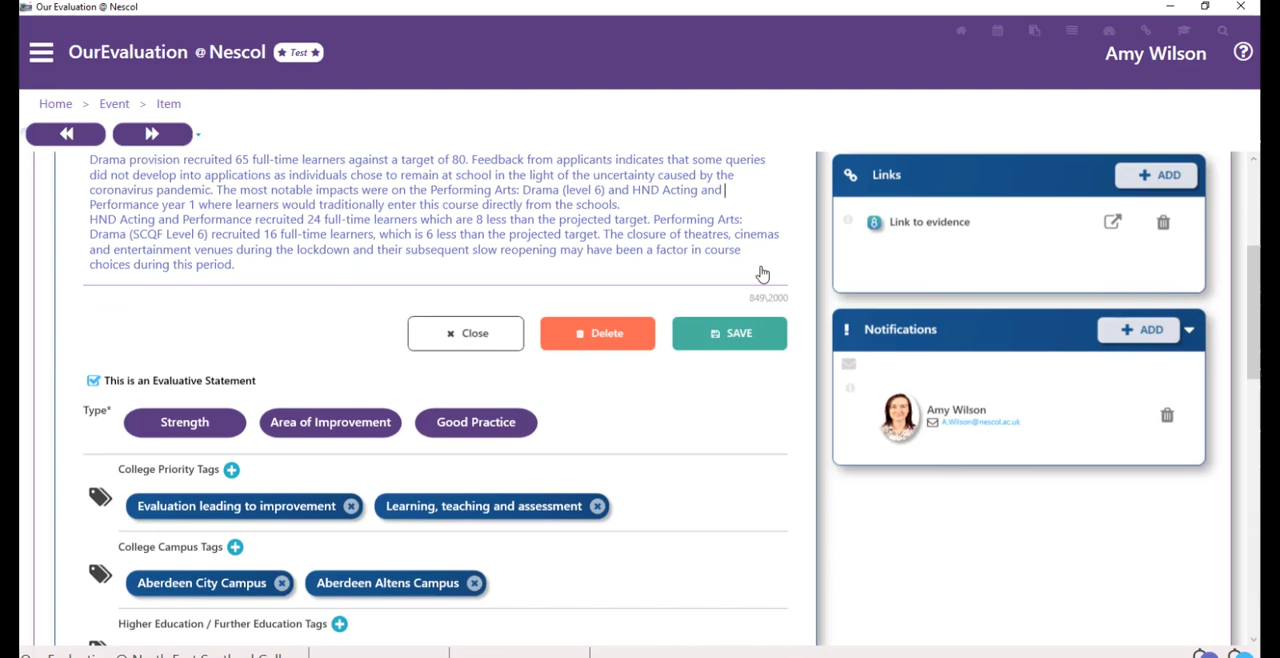 Our Evaluation @ Nescol
OurEvaluation @ Nescol
Test
Amy Wilson
Home > Event > Item
Drama provision recruited 65 full-time learners against a target of 80. Feedback from applicants indicates that some queries
did not develop into applications as individuals chose to remain at school in the light of the uncertainty caused by the
coronavirus pandemic. The most notable impacts were on the Performing Arts: Drama (level 6) and HND Acting and
Performance year 1 where learners would traditionally enter this course directly from the schools.
HND Acting and Performance recruited 24 full-time learners which are 8 less than the projected target. Performing Arts:
Drama (SCQF Level 6) recruited 16 full-time learners, which is 6 less than the projected target. The closure of theatres, cinemas
and entertainment venues during the lockdown and their subsequent slow reopening may have been a factor in course
choices during this period.
849\2000
Close
Delete
SAVE
This is an Evaluative Statement
Type*
Strength
Area of Improvement
Good Practice
College Priority Tags
Evaluation leading to improvement
Learning, teaching and assessment
College Campus Tags
Aberdeen City Campus
Aberdeen Altens Campus
Higher Education / Further Education Tags
Links
ADD
8
Link to evidence
Notifications
ADD
Amy Wilson
A.Wilson@nescol.ac.uk